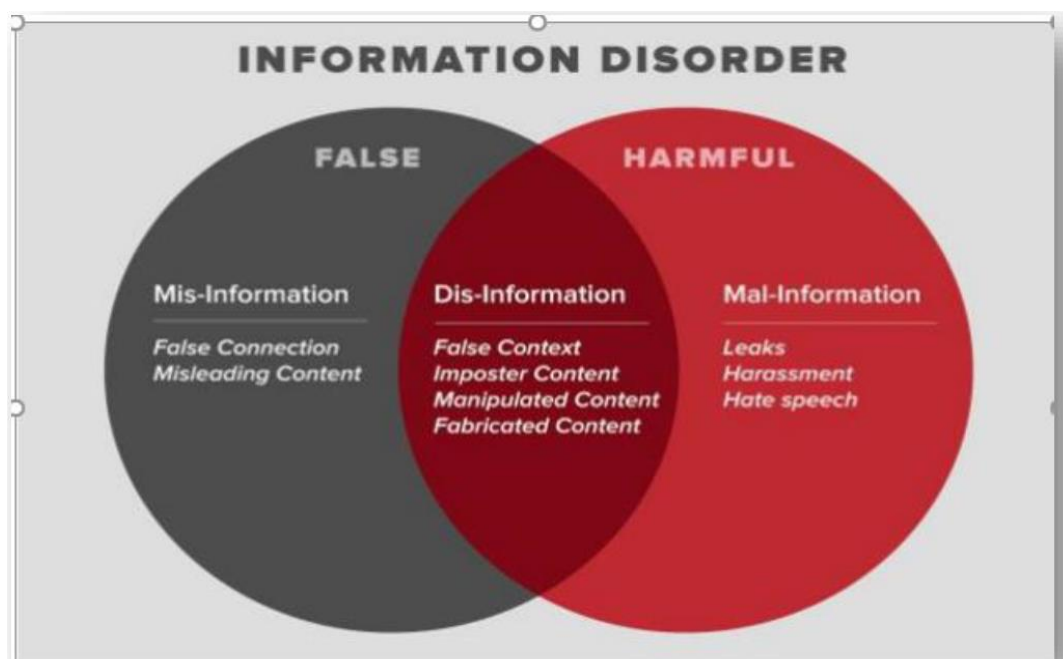 INFORMATION DISORDER
FALSE
HARMFUL
Mis-Information
False Connection
Misleading Content
Dis-Information
False Context
Imposter Content
Manipulated Content
Fabricated Content
Mal-Information
Leaks
Harassment
Hate speech